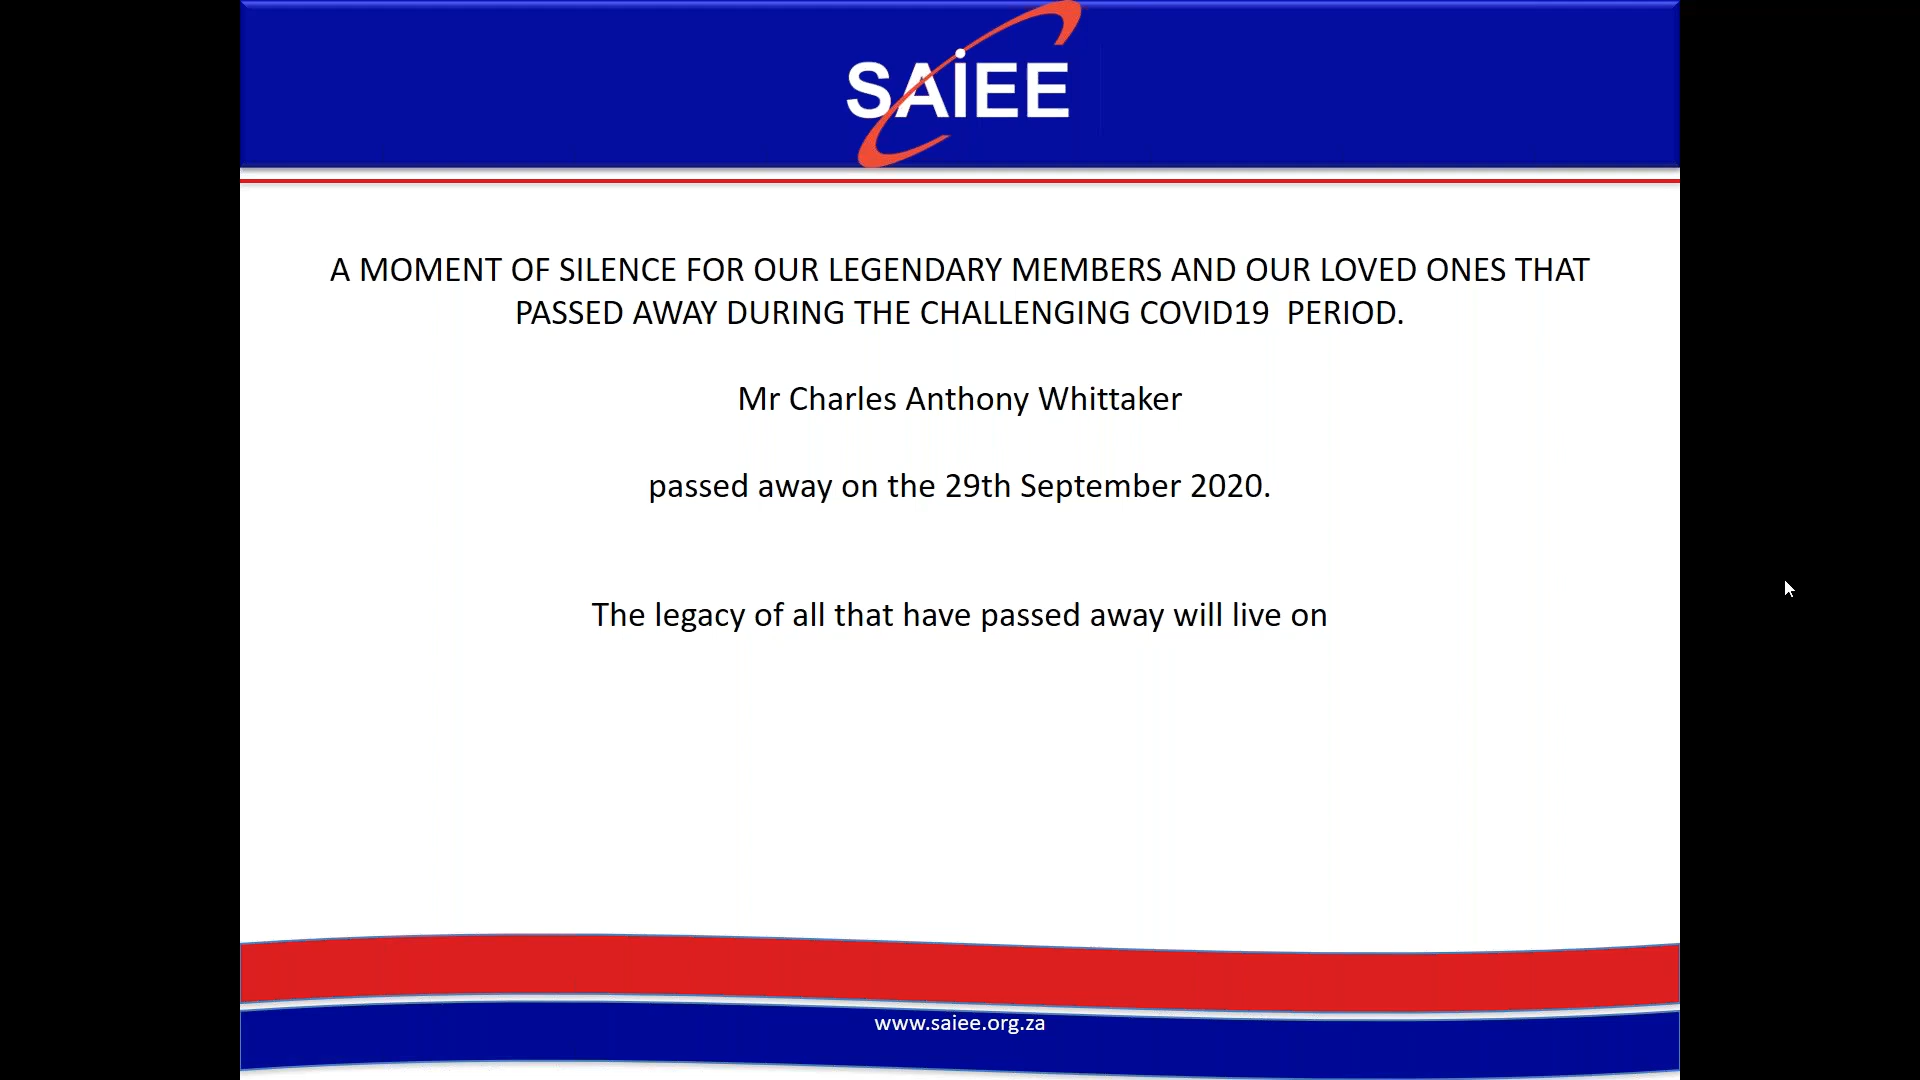 SAIEE
A MOMENT OF SILENCE FOR OUR LEGENDARY MEMBERS AND OUR LOVED ONES THAT
PASSED AWAY DURING THE CHALLENGING COVID19  PERIOD.
Mr Charles Anthony Whittaker
passed away on the 29th September 2020.
The legacy of all that have passed away will live on
www.saiee.org.za